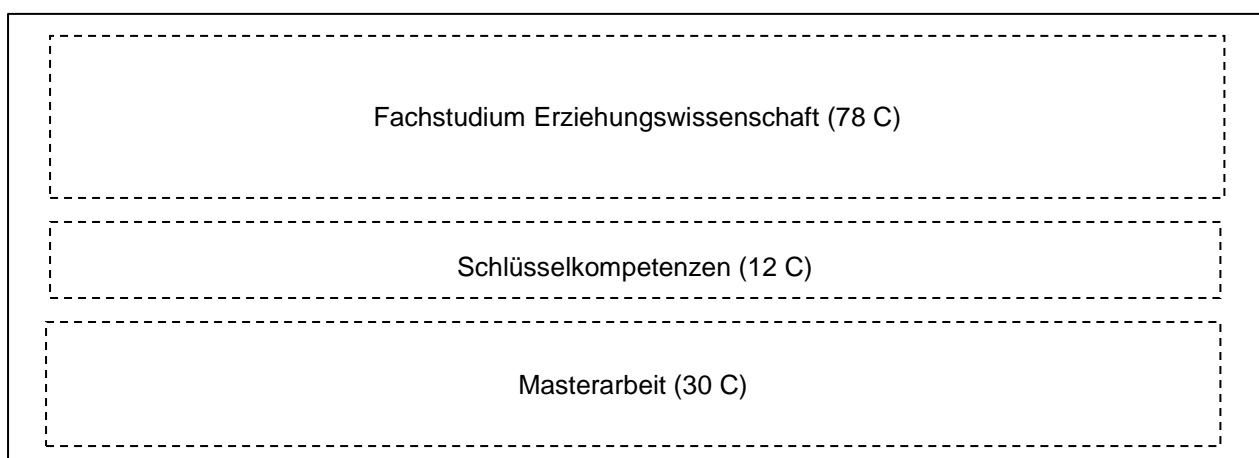 Fachstudium Erziehungswissenschaft (78 C)
Schlüsselkompetenzen (12 C)
Masterarbeit (30 C)